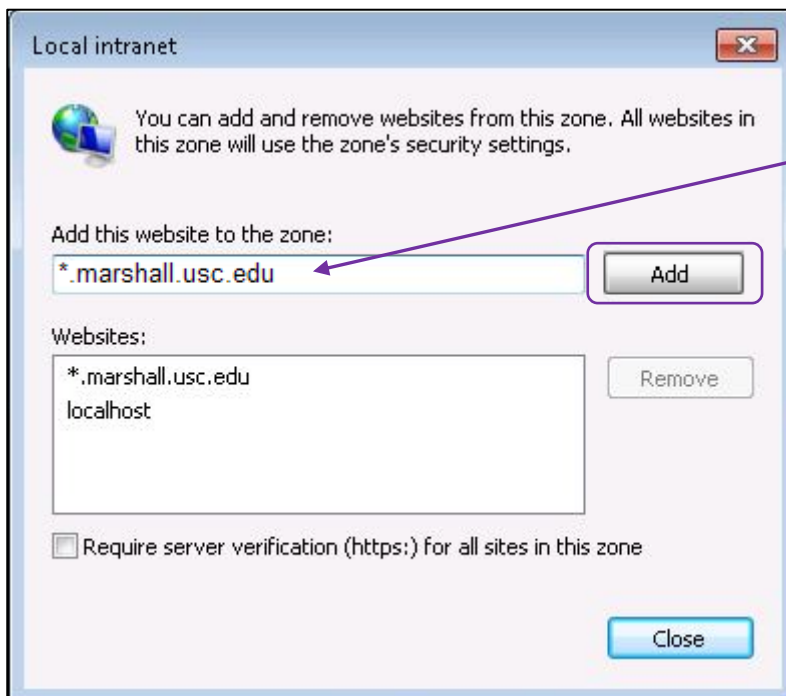 Local intranet
You can add and remove websites from this zone. All websites in
this zone will use the zone's security settings.
Add this website to the zone:
*.marshall.usc.edu
Add
Websites:
*.marshall.usc.edu
Remove
localhost
Require server verification (https:) for all sites in this zone
Close